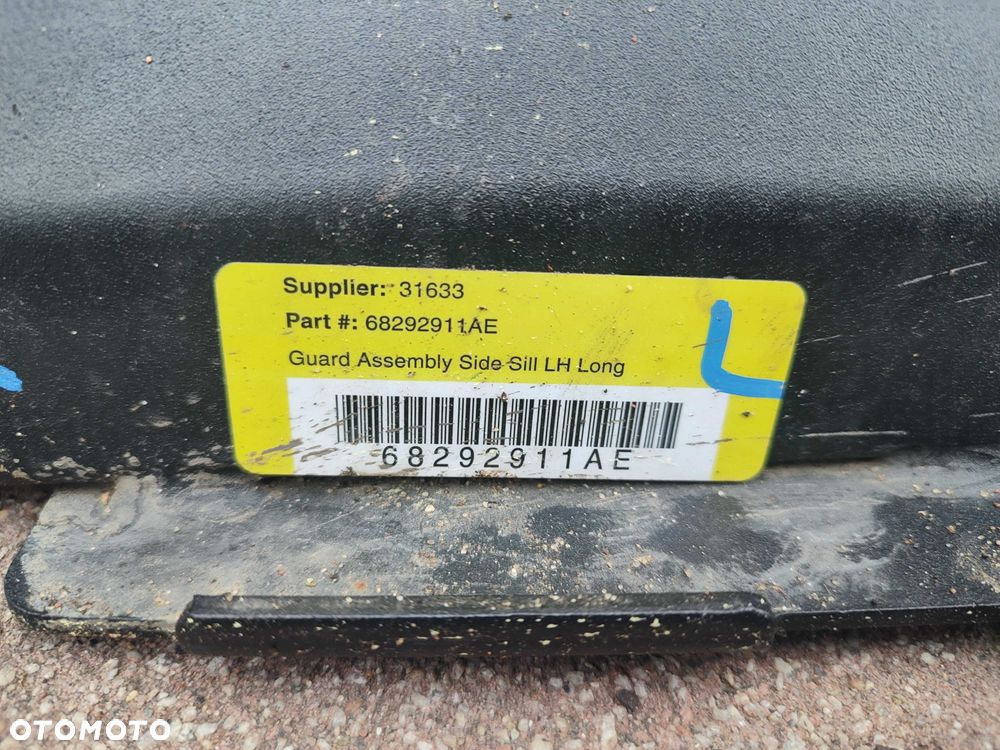 Supplier: 31633
Part #: 68292911AE
Guard Assembly Side Sill LH Long
68292911AE
L
OTOMOTO